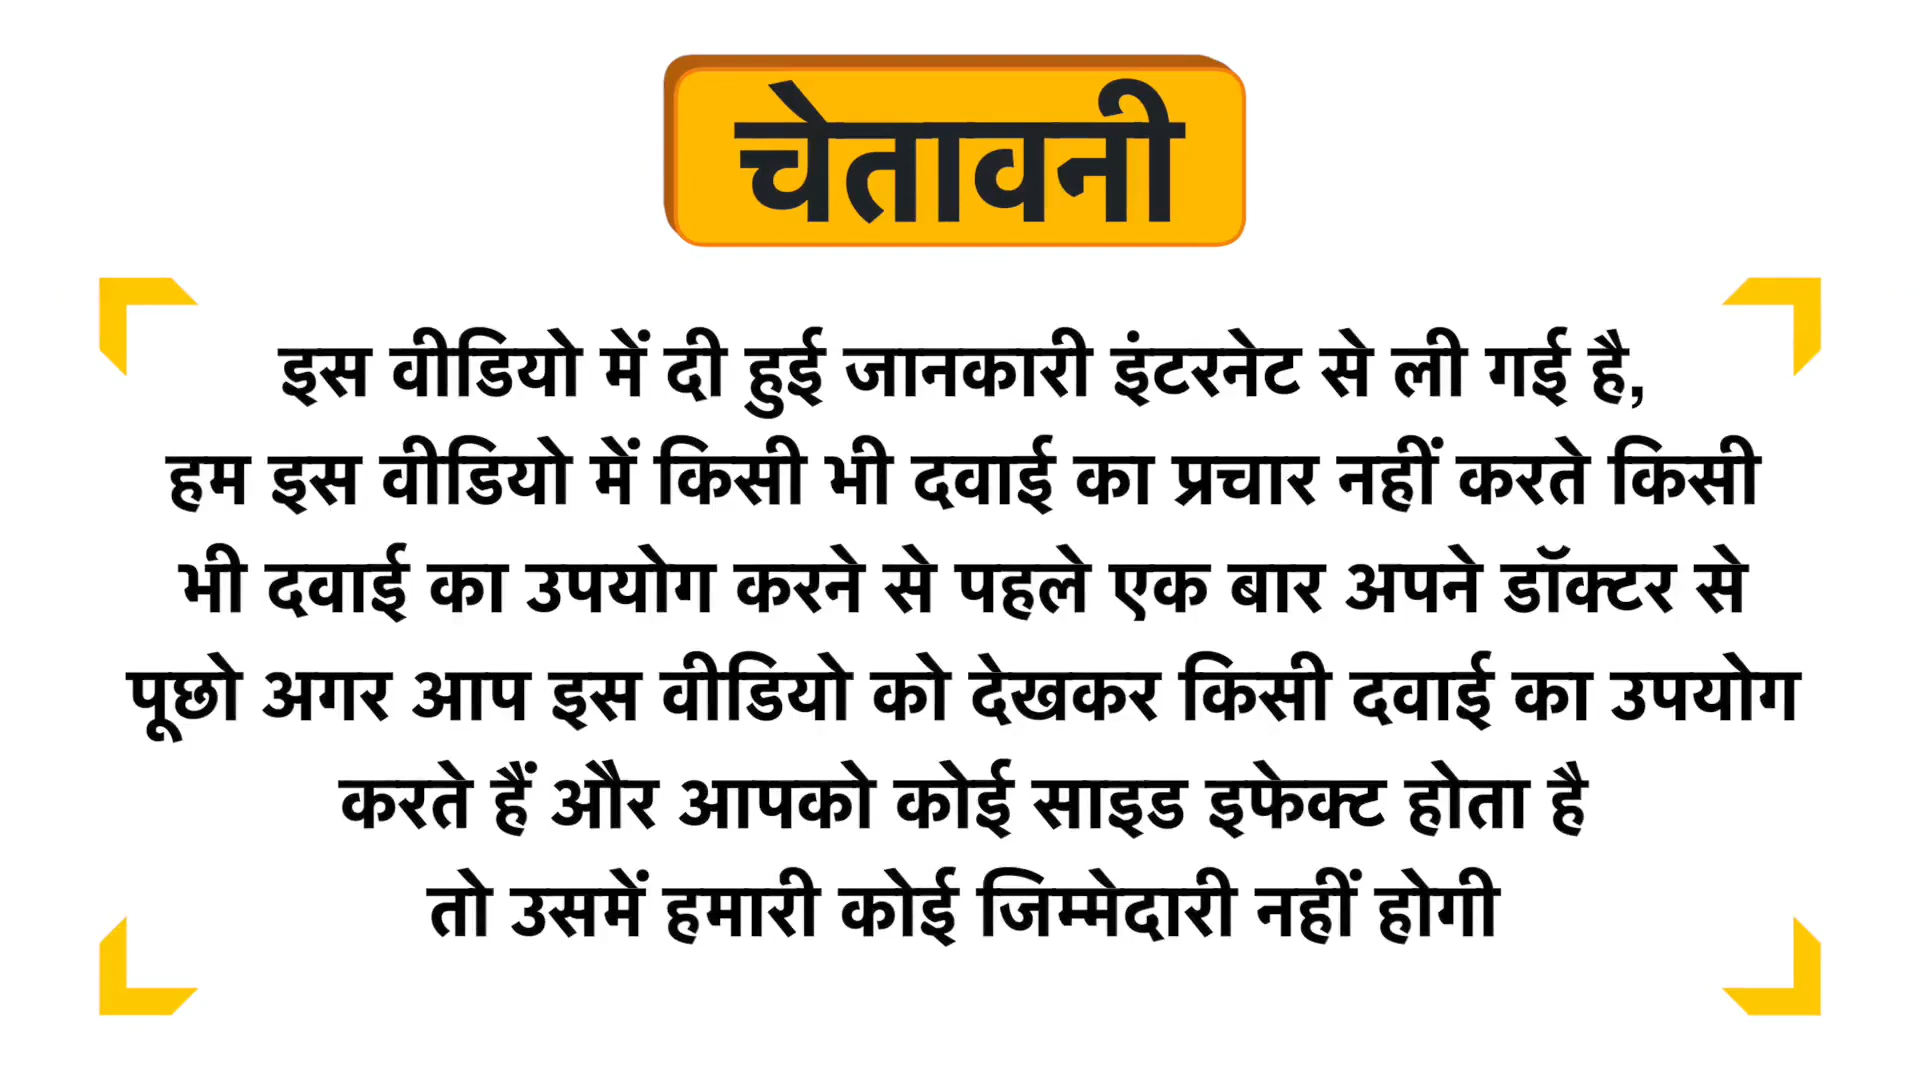 चेतावनी
इस वीडियो में दी हुई जानकारी इंटरनेट से ली गई है,
हम इस वीडियो में किसी भी दवाई का प्रचार नहीं करते किसी
भी दवाई का उपयोग करने से पहले एक बार अपने डॉक्टर से
पूछो अगर आप इस वीडियो को देखकर किसी दवाई का उपयोग
करते हैं और आपको कोई साइड इफेक्ट होता है
तो उसमें हमारी कोई जिम्मेदारी नहीं होगी